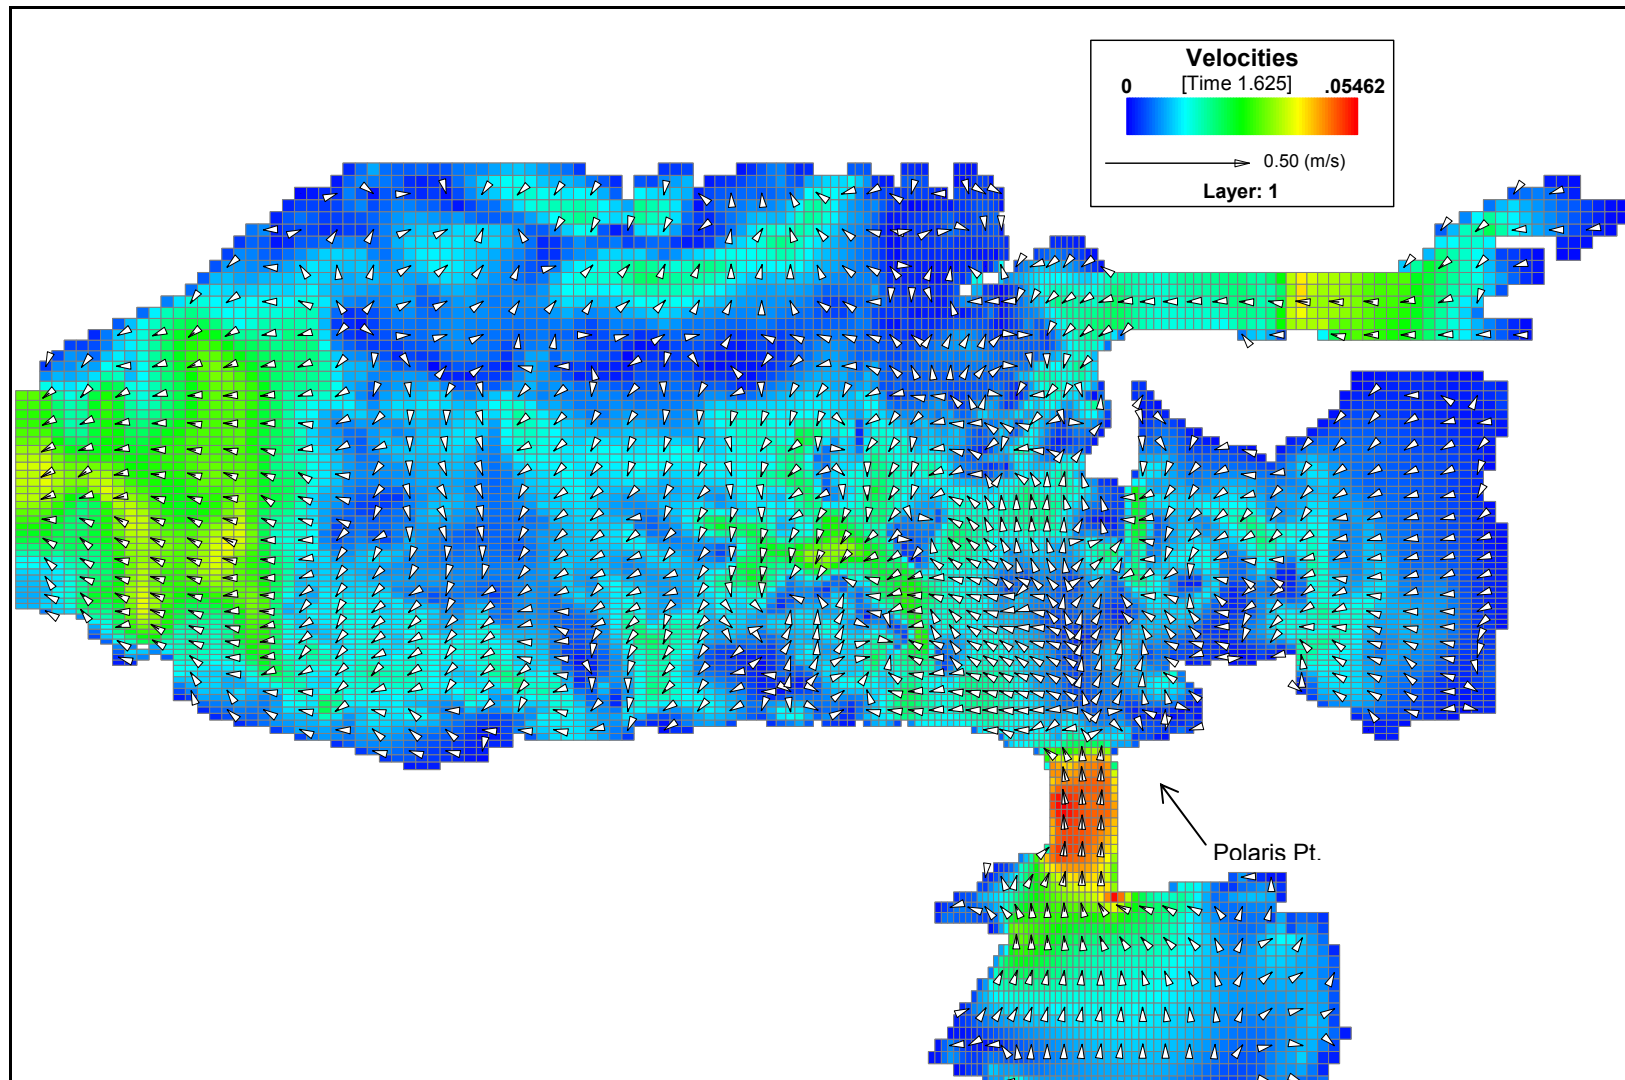 Velocities
[Time 1.625]
0 .05462
0.50 (m/s)
Layer: 1
Polaris Pt.